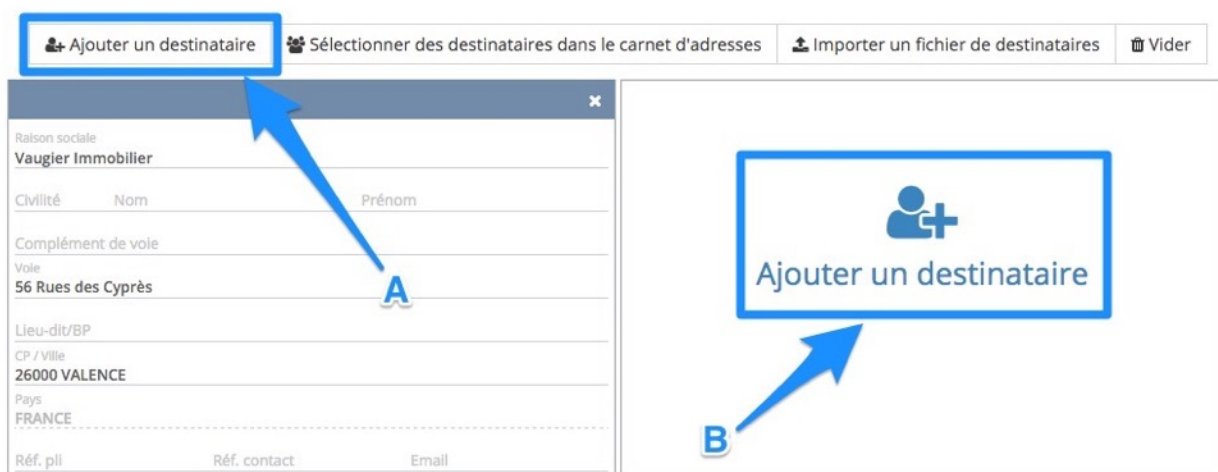 Ajouter un destinataire Sélectionner des destinataires dans le carnet d'adresses Importer un fichier de destinataires Vider
Raison sociale
Vaugier Immobilier
Civilité Nom Prénom
Complément de voie
Voie
56 Rues des Cyprès
A
Lieu-dit/BP
CP / Ville
26000 VALENCE
Pays
FRANCE
Réf. pli Réf. contact Email
Ajouter un destinataire
B